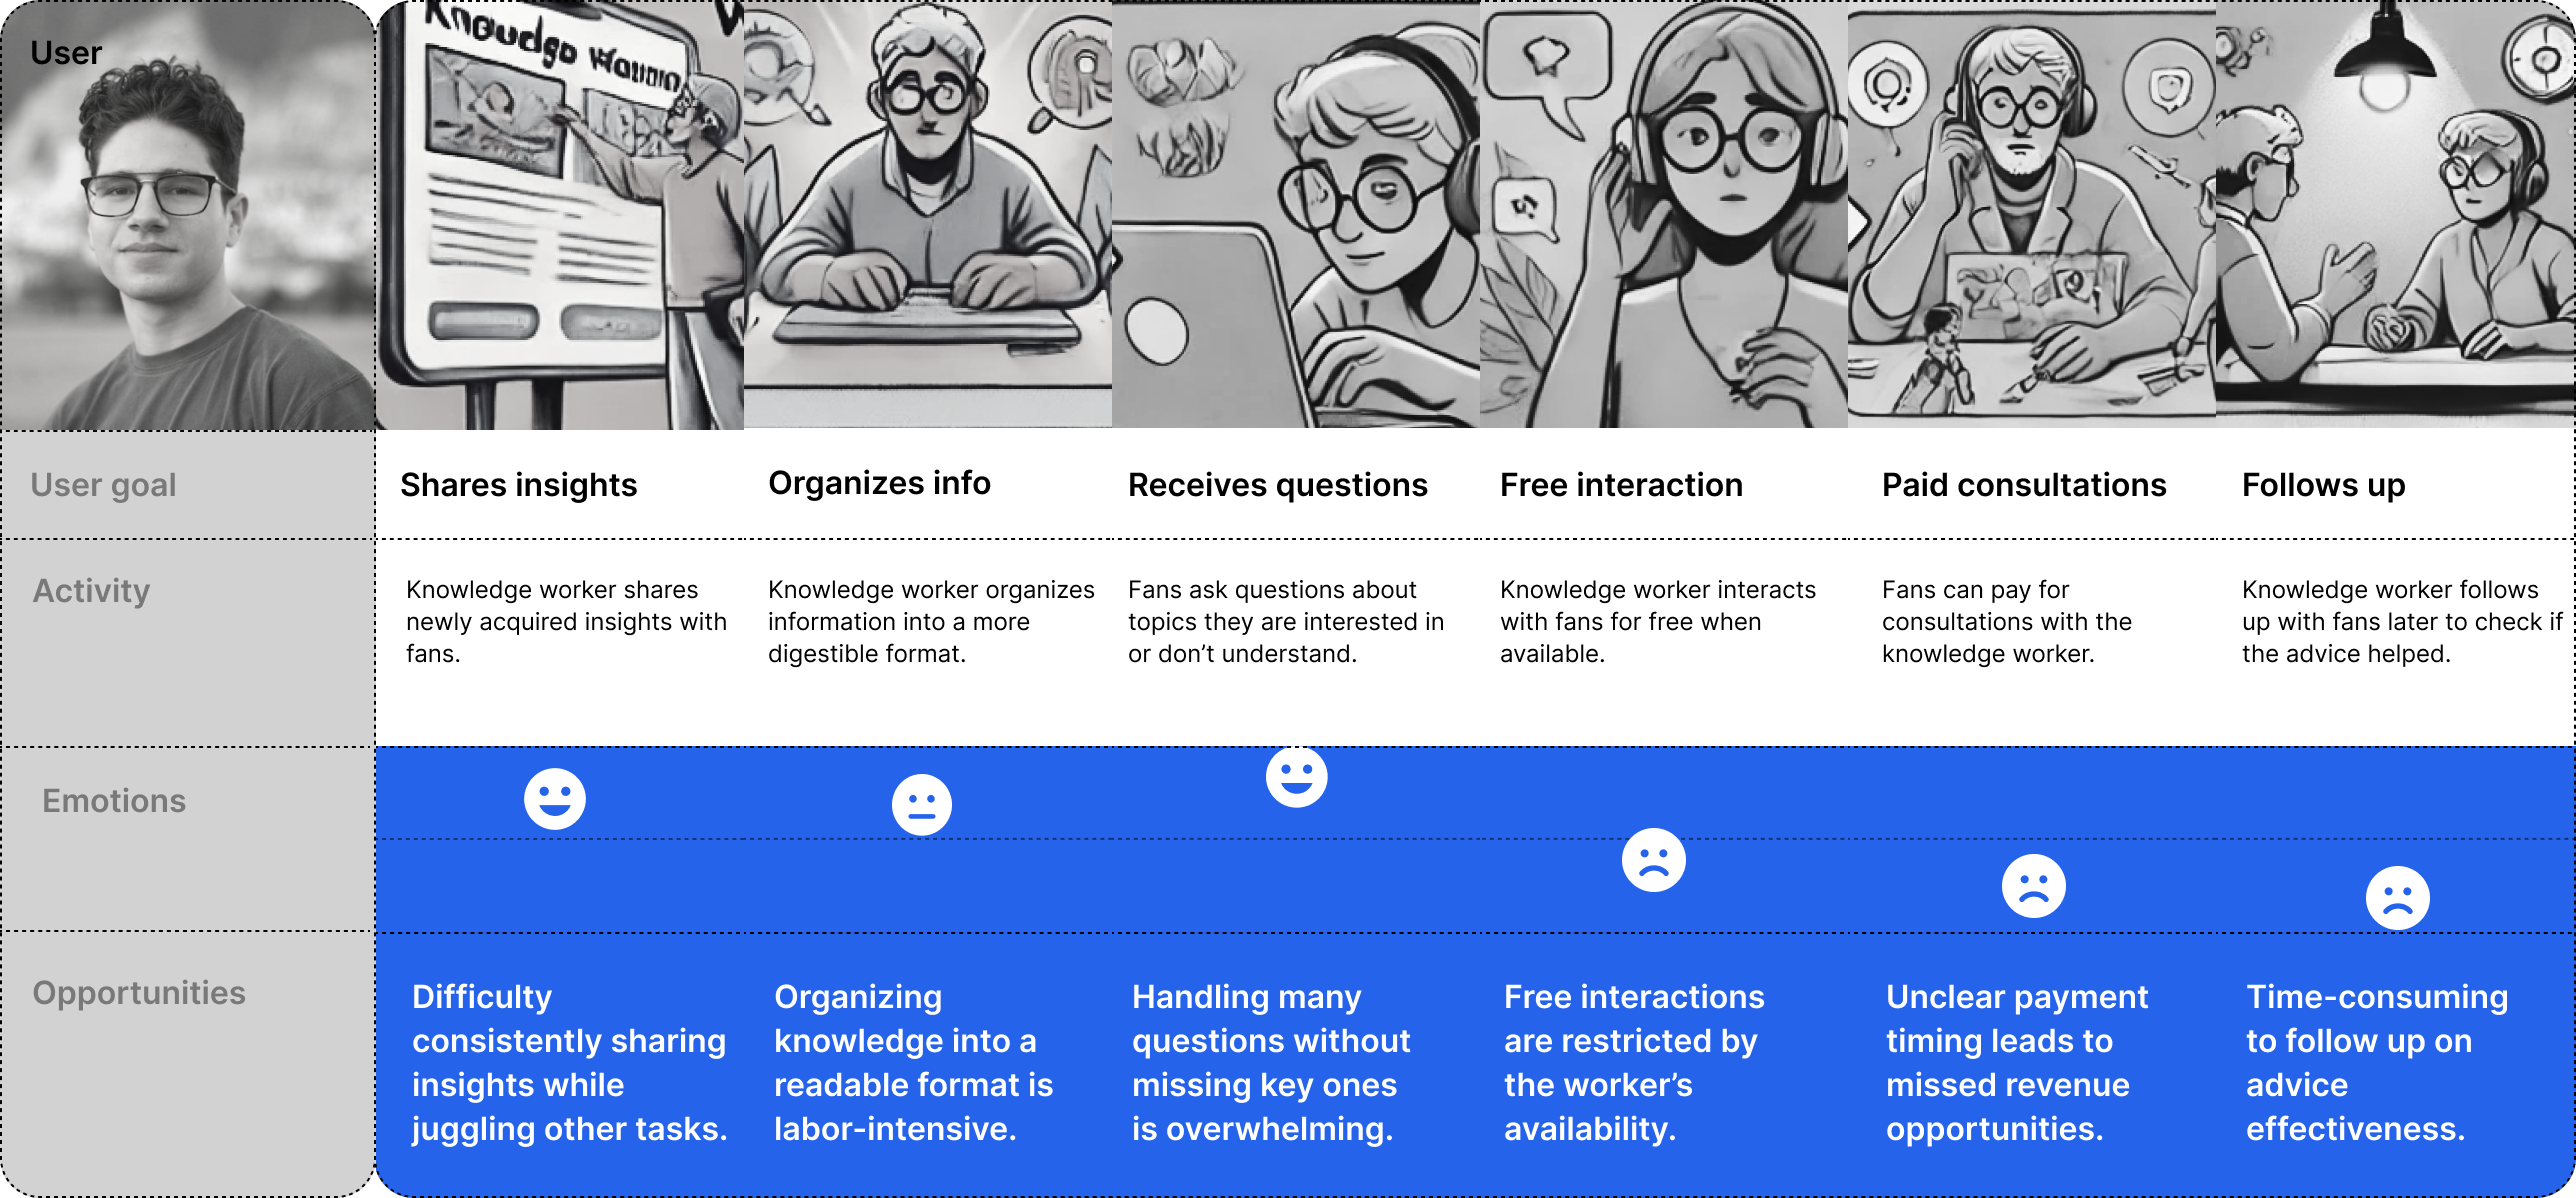 User
User goal
Shares insights
Organizes info
Receives questions
Free interaction
Paid consultations
Follows up
Activity
Knowledge worker shares
newly acquired insights with
fans.
Knowledge worker organizes
information into a more
digestible format.
Fans ask questions about
topics they are interested in
or don’t understand.
Knowledge worker interacts
with fans for free when
available.
Fans can pay for
consultations with the
knowledge worker.
Knowledge worker follows
up with fans later to check if
the advice helped.
Emotions
Opportunities
Difficulty
consistently sharing
insights while
juggling other tasks.
Organizing
knowledge into a
readable format is
labor-intensive.
Handling many
questions without
missing key ones
is overwhelming.
Free interactions
are restricted by
the worker’s
availability.
Unclear payment
timing leads to
missed revenue
opportunities.
Time-consuming
to follow up on
advice
effectiveness.